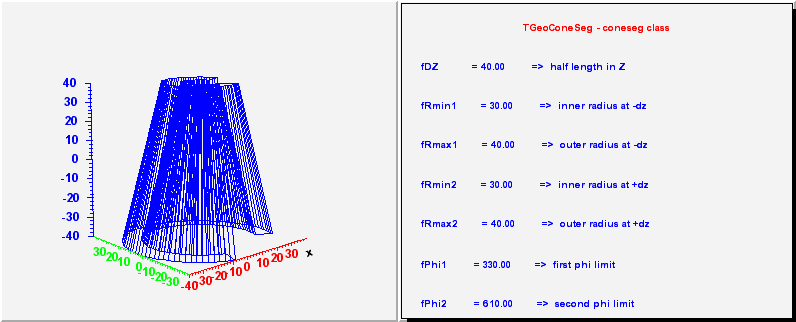 40
30
20
10
0
-10
-20
-30
-40
30 20 10 0 -10 -20 -30
-40 -30 -20 -10 0 10 20 30 x
TGeoConeSeg - coneseg class
fDZ = 40.00 => half length in Z
fRmin1 = 30.00 => inner radius at -dz
fRmax1 = 40.00 => outer radius at -dz
fRmin2 = 30.00 => inner radius at +dz
fRmax2 = 40.00 => outer radius at +dz
fPhi1 = 330.00 => first phi limit
fPhi2 = 610.00 => second phi limit